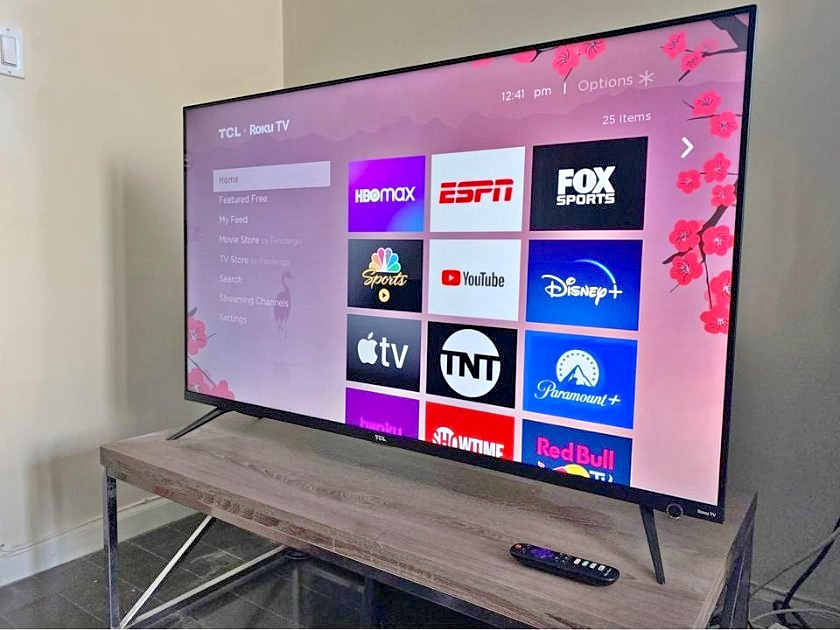 12:41 pm | Options
TCL · Roku TV
25 Items
Home
Featured Free
My Feed
Movie Store by Fandango
TV Store by Fandango
Search
Streaming Channels
Settings
HBOmax
ESPN
FOX
SPORTS
Sports
YouTube
Disney+
tv
TNT
Paramount+
SHOWTIME
Red Bull
TCL
Roku TV